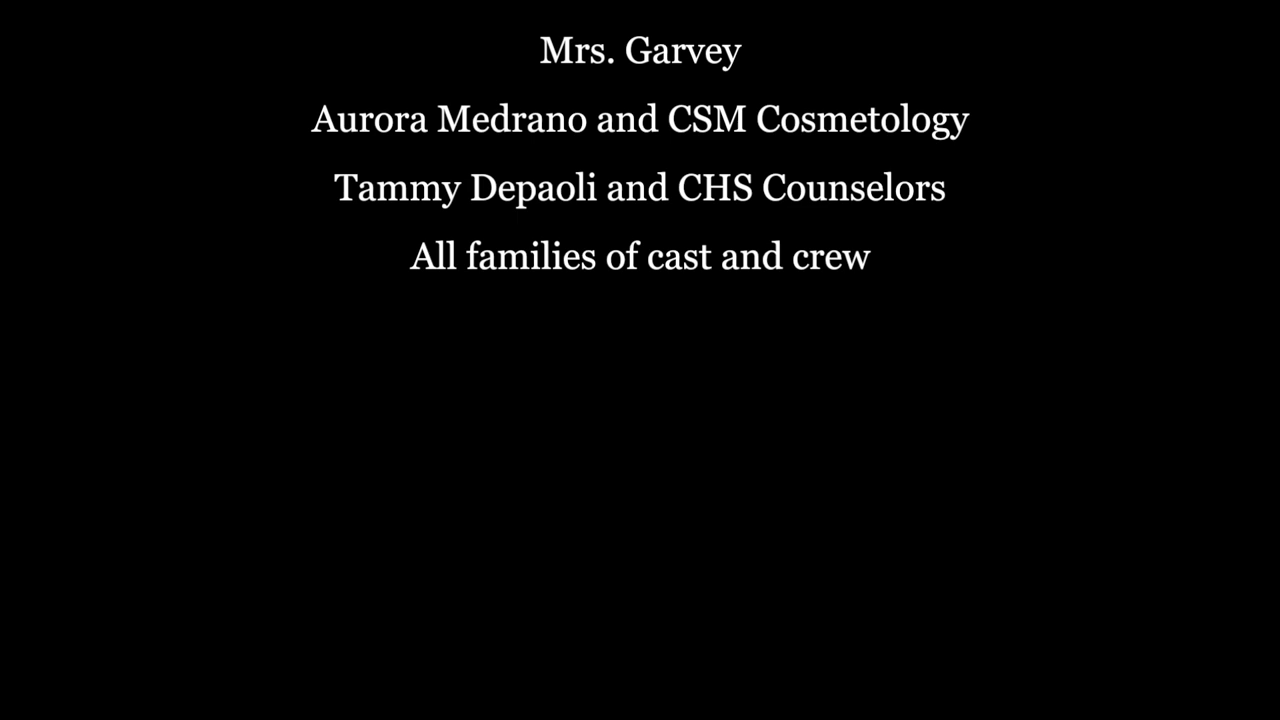 Mrs. Garvey
Aurora Medrano and CSM Cosmetology
Tammy Depaoli and CHS Counselors
All families of cast and crew